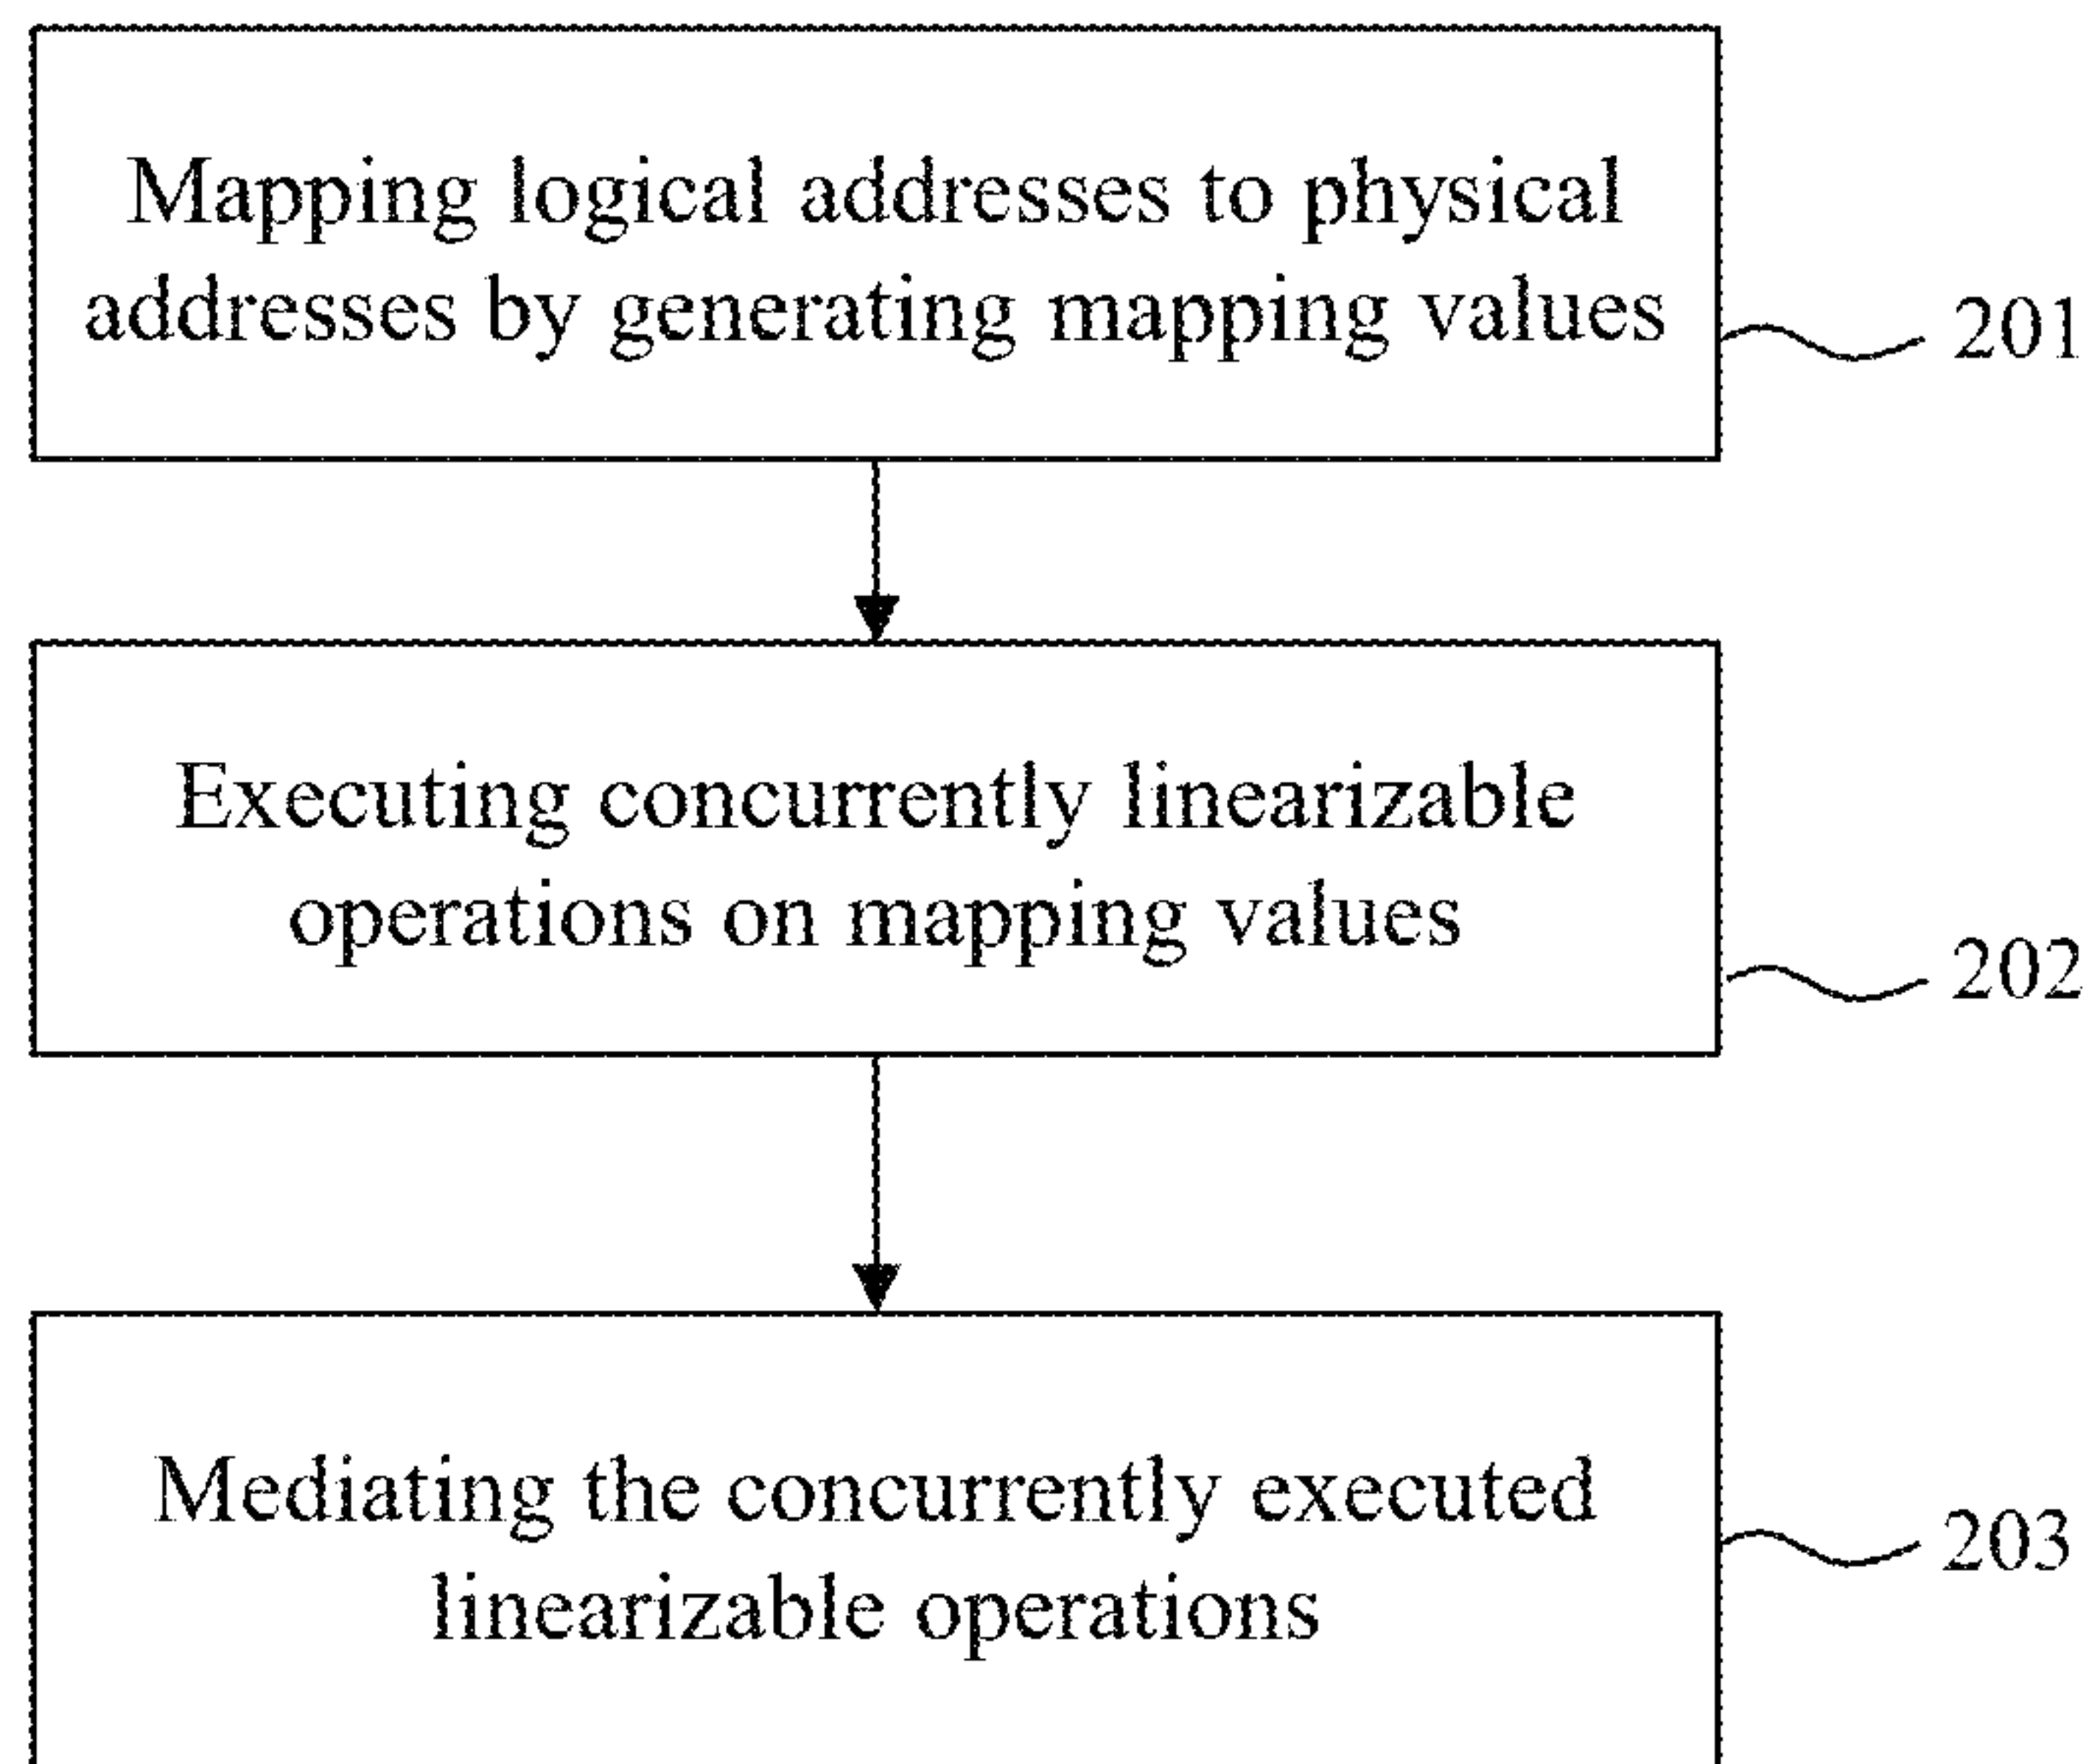 Mapping logical addresses to physical
addresses by generating mapping values
201
Executing concurrently linearizable
operations on mapping values
202
Mediating the concurrently executed
linearizable operations
203